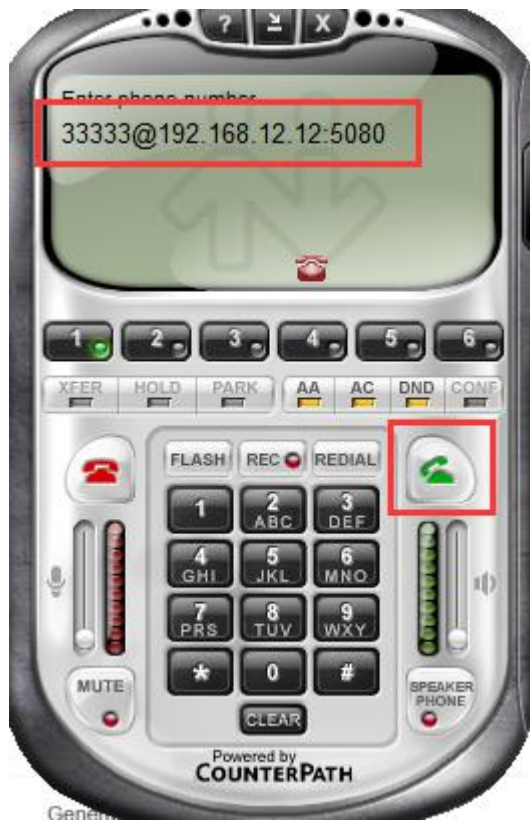 ? X
Enter phone number
33333@192.168.12.12:5080
1 2 3 4 5 6
XFER HOLD PARK AA AC DND CONF
FLASH REC REDIAL
1 2 3
ABC DEF
4 5 6
GHI JKL MNO
7 8 9
PRS TUV WXY
* 0 #
MUTE
SPEAKER
PHONE
CLEAR
Powered by
COUNTERPATH